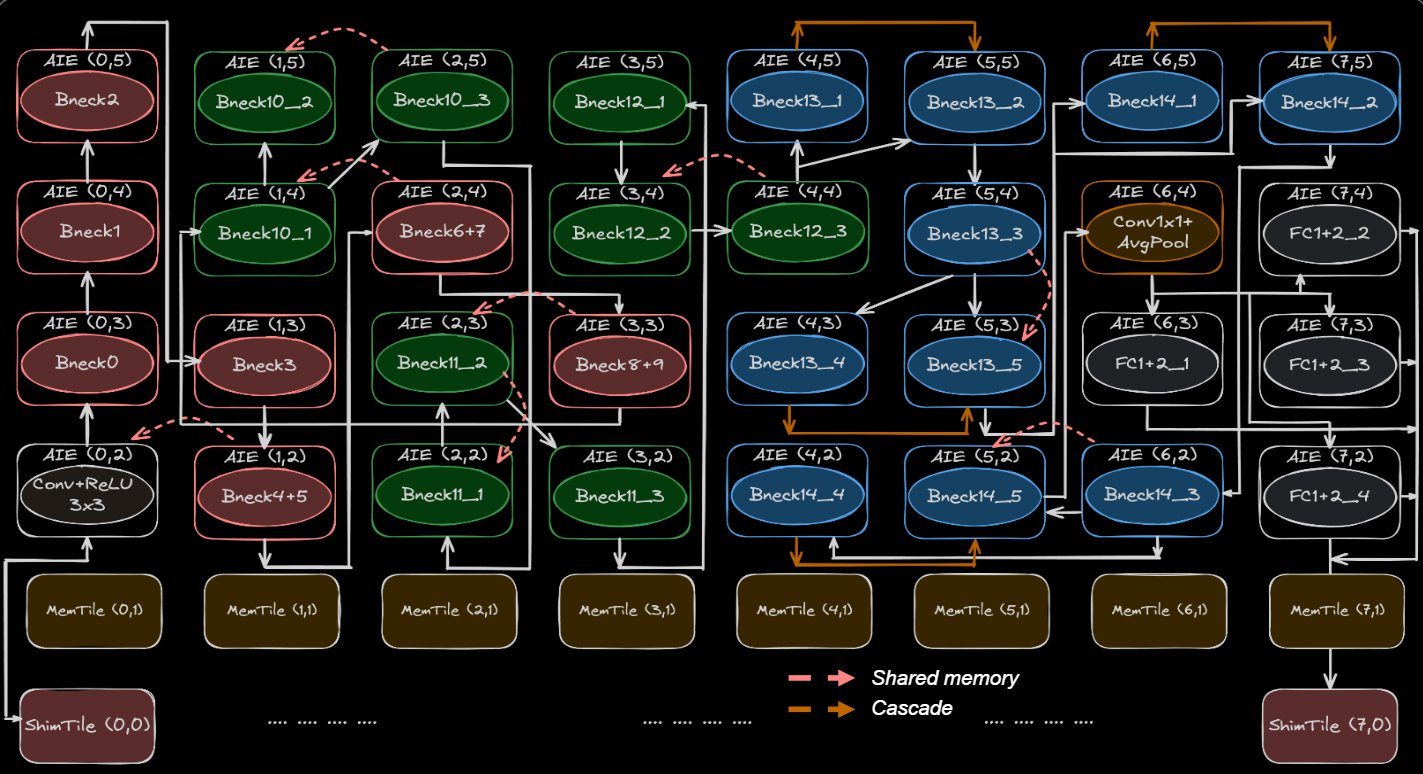 AIE (0,5)
Bneck2
AIE (1,5)
Bneck10_2
AIE (2,5)
Bneck10_3
AIE (3,5)
Bneck12_1
AIE (4,5)
Bneck13_1
AIE (5,5)
Bneck13_2
AIE (6,5)
Bneck14_1
AIE (7,5)
Bneck14_2
AIE (0,4)
Bneck1
AIE (1,4)
Bneck10_1
AIE (2,4)
Bneck6+7
AIE (3,4)
Bneck12_2
AIE (4,4)
Bneck12_3
AIE (5,4)
Bneck13_3
AIE (6,4)
Conv1x1+
AvgPool
AIE (7,4)
FC1+2_2
AIE (0,3)
Bneck0
AIE (1,3)
Bneck3
AIE (2,3)
Bneck11_2
AIE (3,3)
Bneck8+9
AIE (4,3)
Bneck13_4
AIE (5,3)
Bneck13_5
AIE (6,3)
FC1+2_1
AIE (7,3)
FC1+2_3
AIE (0,2)
Conv+ReLU
3x3
AIE (1,2)
Bneck4+5
AIE (2,2)
Bneck11_1
AIE (3,2)
Bneck11_3
AIE (4,2)
Bneck14_4
AIE (5,2)
Bneck14_5
AIE (6,2)
Bneck14_3
AIE (7,2)
FC1+2_4
MemTile (0,1)
MemTile (1,1)
MemTile (2,1)
MemTile (3,1)
MemTile (4,1)
MemTile (5,1)
MemTile (6,1)
MemTile (7,1)
Shared memory
Cascade
ShimTile (0,0)
.... .... .... ....
.... .... .... ....
.... .... .... ....
ShimTile (7,0)